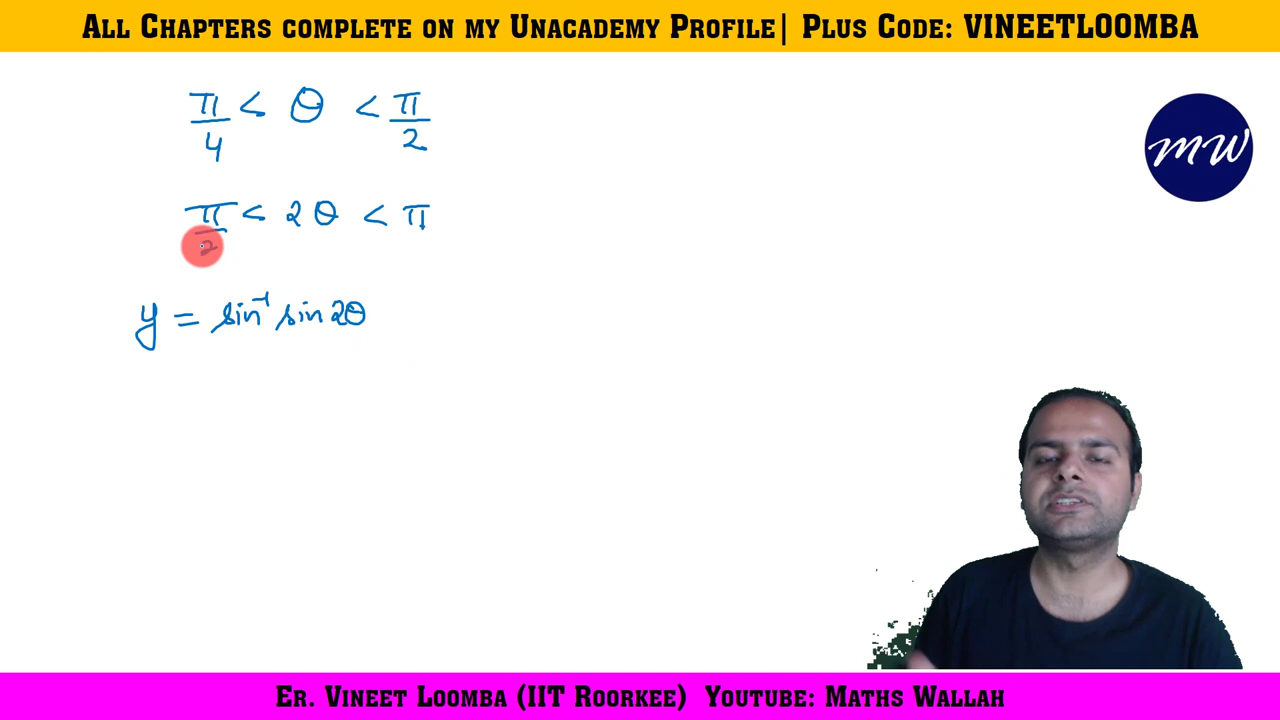 All Chapters complete on my Unacademy Profile| Plus Code: VINEETLOOMBA
MW
π/4 < θ < π/2
π/2 < 2θ < π
y = sin⁻¹ sin 2θ
Er. Vineet Loomba (IIT Roorkee) Youtube: Maths Wallah